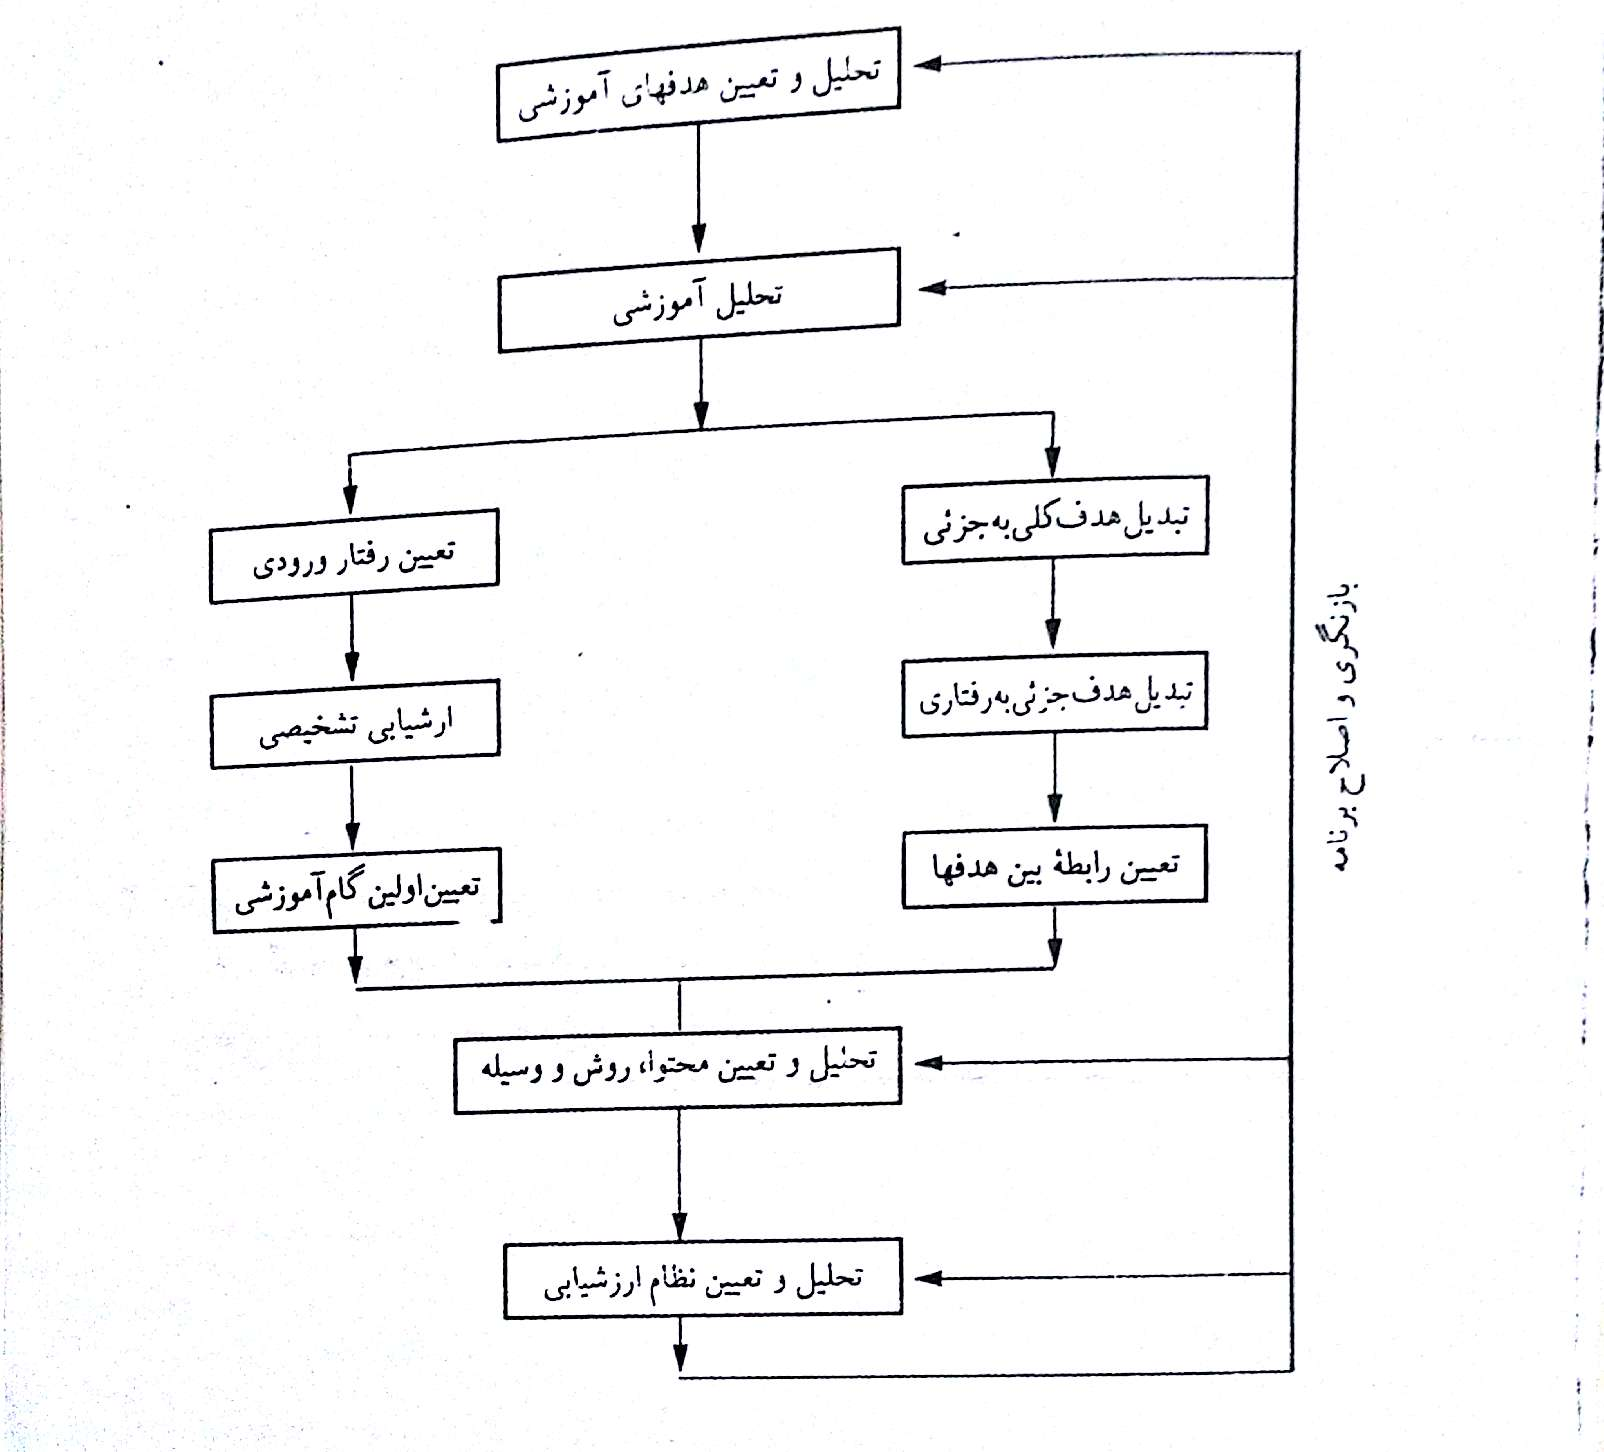 تحلیل و تعیین هدفهای آموزشی
تحلیل آموزشی
تبدیل هدف کلی به جزئی
تبدیل هدف جزئی به رفتاری
تعیین رابطهٔ بین هدفها
تعیین رفتار ورودی
ارشیابی تشخیصی
تعیین اولین گام آموزشی
تحلیل و تعیین محتوا، روش و وسیله
تحلیل و تعیین نظام ارزشیابی
بازنگری و اصلاح برنامه